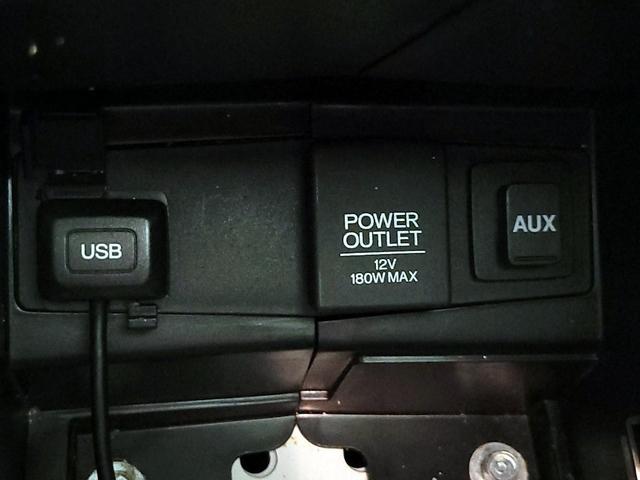 USB
POWER
OUTLET
12V
180W MAX
AUX